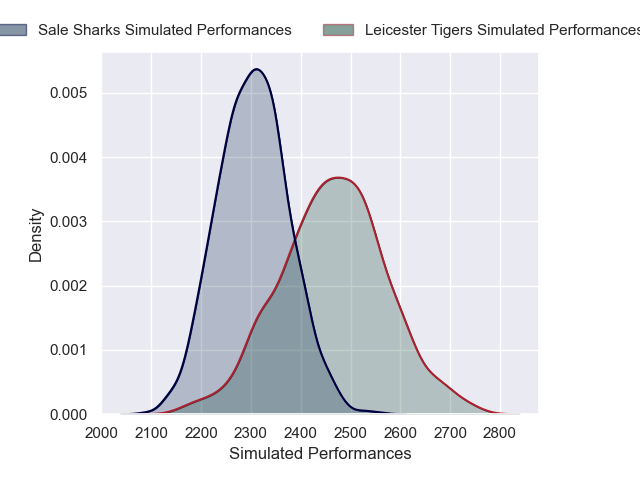 Sale Sharks Simulated Performances Leicester Tigers Simulated Performances
0.005
0.004
0.003
0.002
0.001
0.000
Density
2000 2100 2200 2300 2400 2500 2600 2700 2800
Simulated Performances